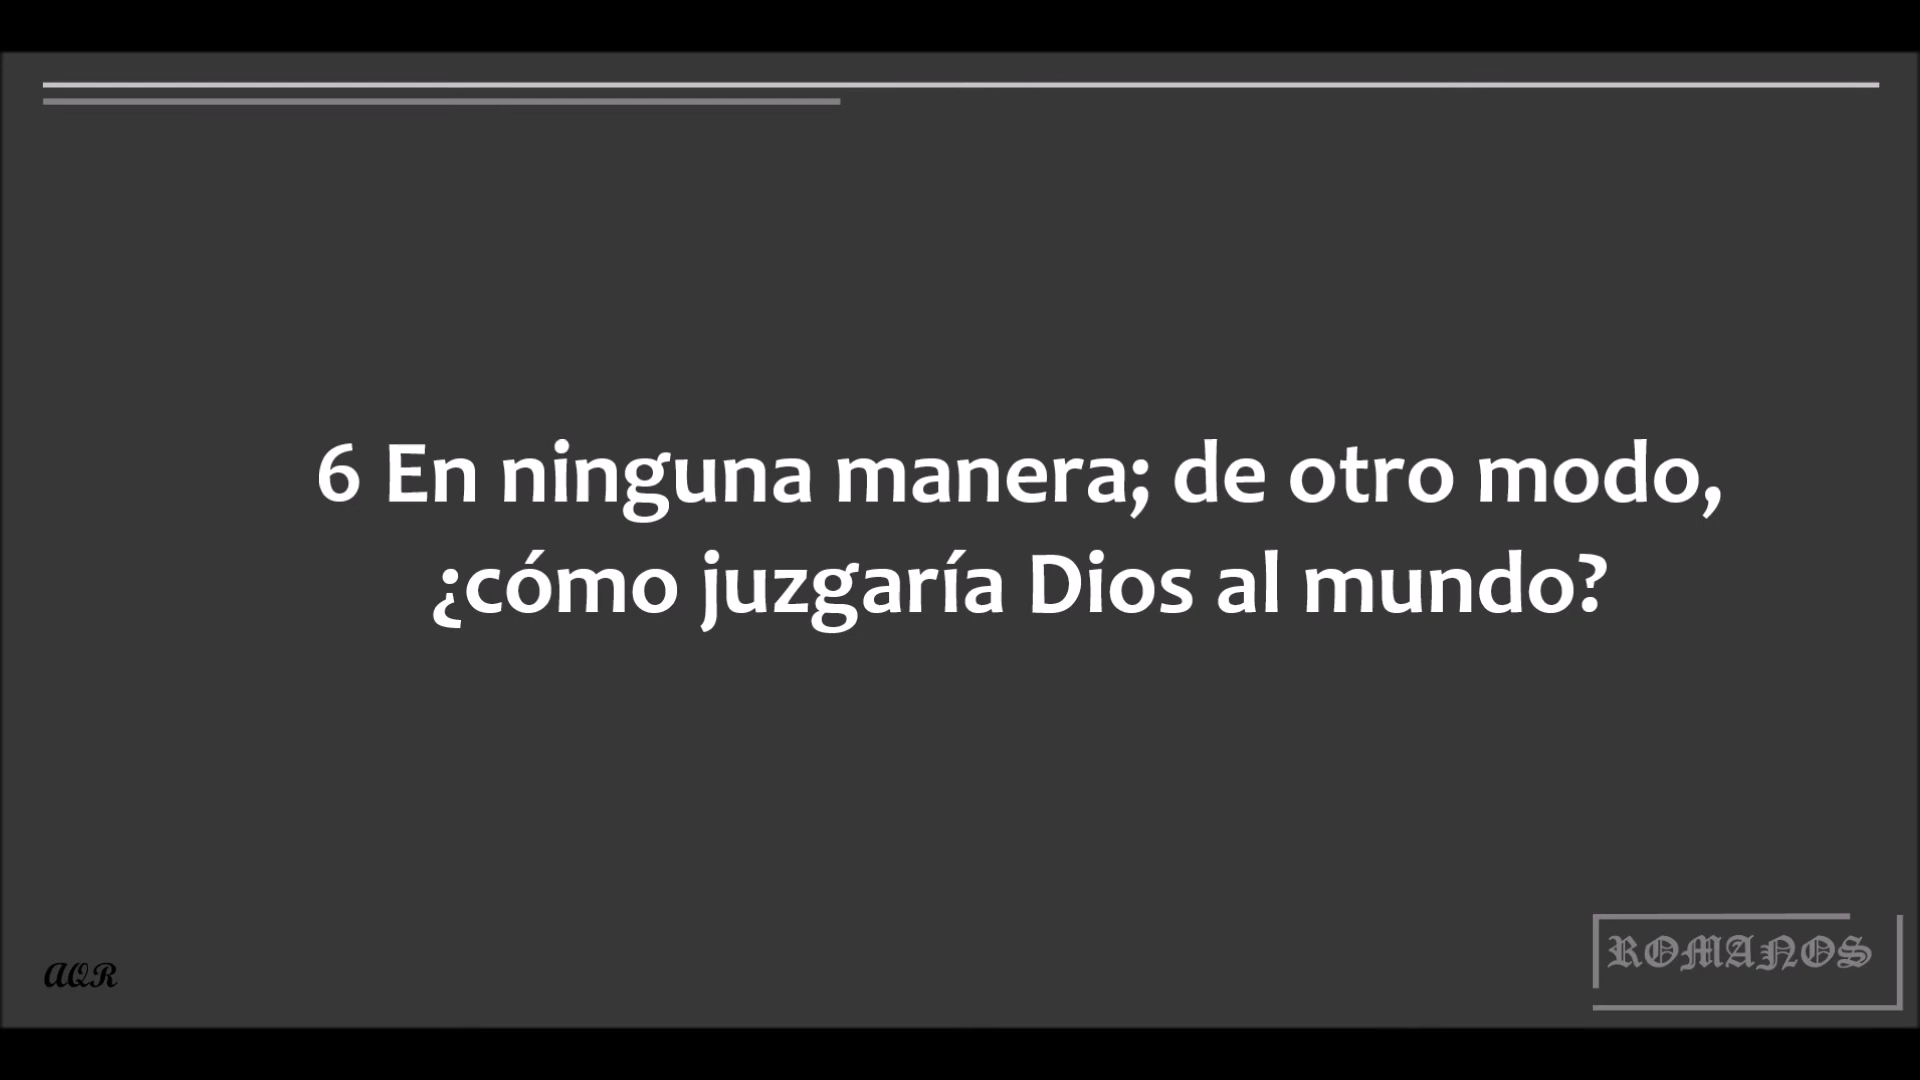 6 En ninguna manera; de otro modo,
¿cómo juzgaría Dios al mundo?
AQR
ROMANOS